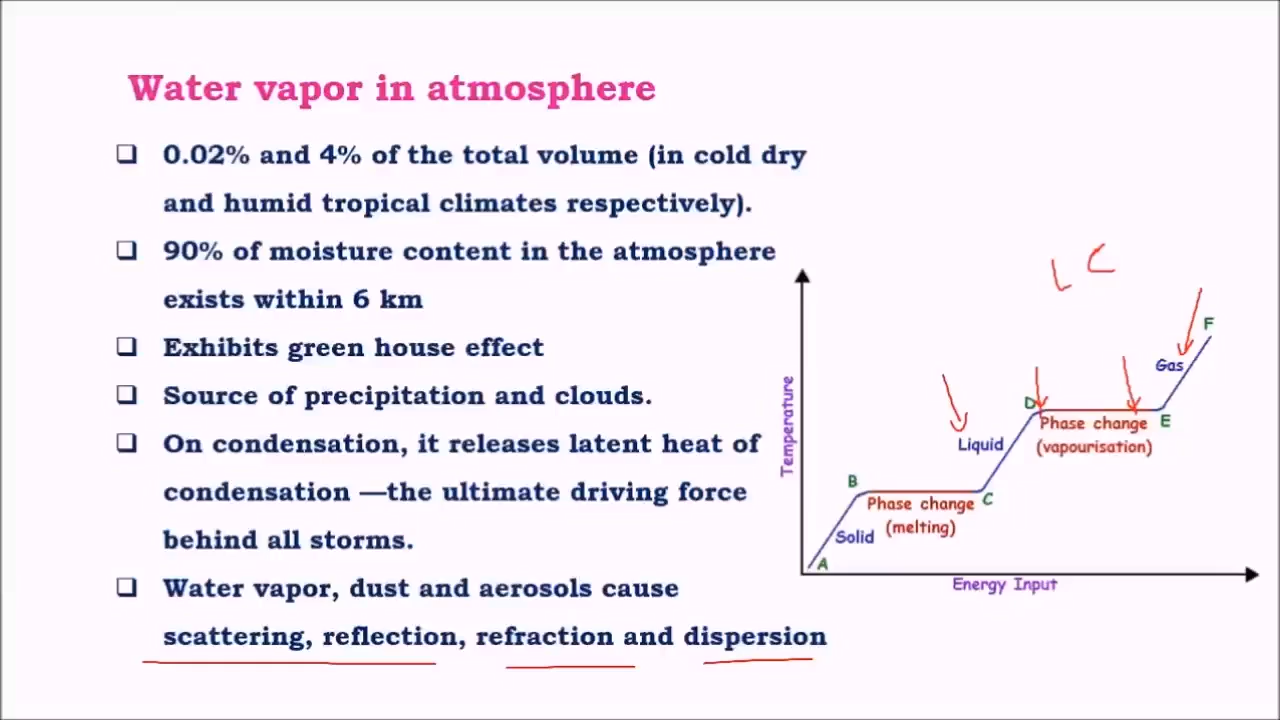 Water vapor in atmosphere
❑ 0.02% and 4% of the total volume (in cold dry
and humid tropical climates respectively).
❑ 90% of moisture content in the atmosphere
exists within 6 km
❑ Exhibits green house effect
❑ Source of precipitation and clouds.
❑ On condensation, it releases latent heat of
condensation —the ultimate driving force
behind all storms.
❑ Water vapor, dust and aerosols cause
scattering, reflection, refraction and dispersion
L C
F
Gas
D
Phase change E
(vapourisation)
Liquid
Temperature
B
Phase change C
(melting)
Solid
A
Energy Input